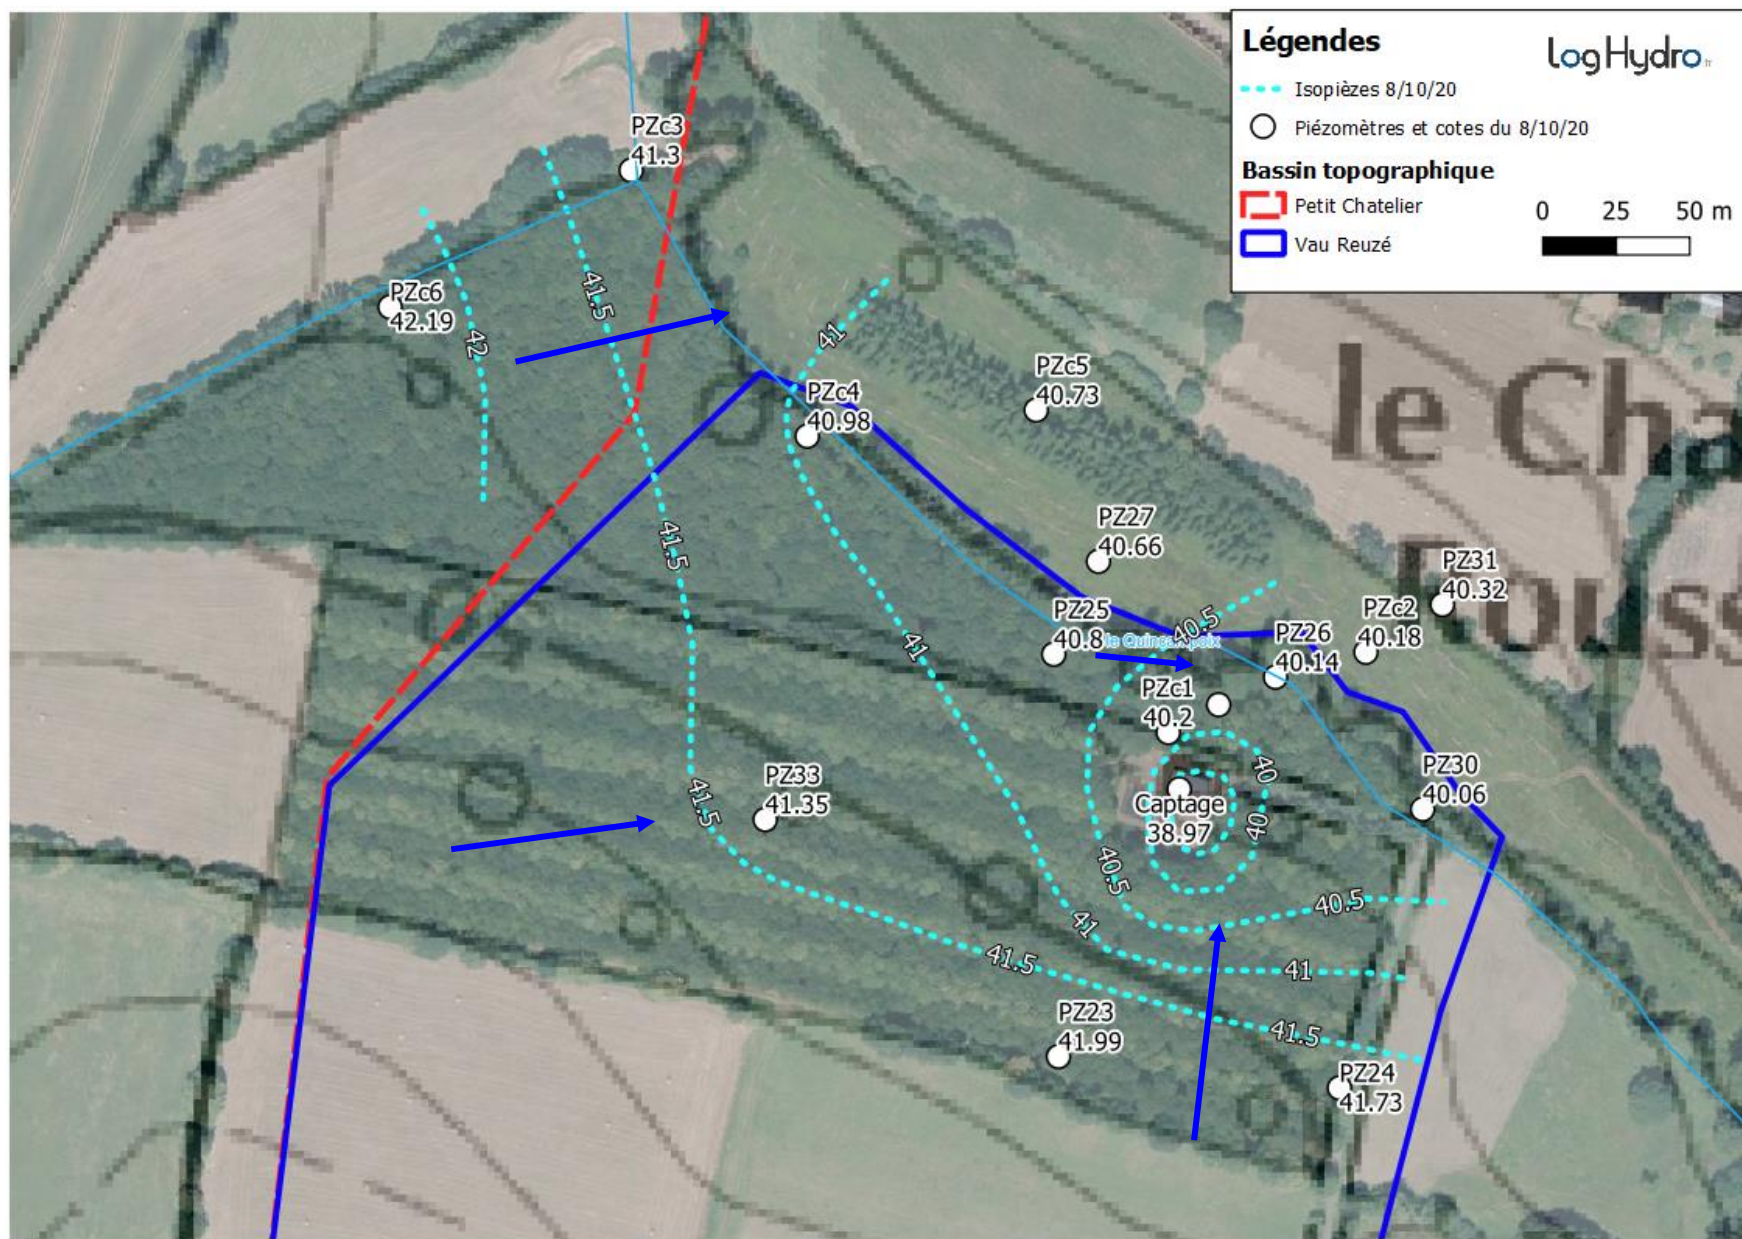 Légendes
logHydro.fr
Isopièzes 8/10/20
Piézomètres et cotes du 8/10/20
Bassin topographique
Petit Chatelier
Vau Reuzé
0 25 50 m
PZc3
41.3
PZc6
42.19
41.5
42
41
PZc5
40.73
PZc4
40.98
le Cha
41.5
PZ27
40.66
PZ31
40.32
PZ25
40.8
40.5
PZc2
40.18
PZ26
40.14
41
PZc1
40.2
40
PZ33
41.35
41.5
PZ30
40.06
Captage
38.97
40
40.5
40.5
41
41.5
41
PZ23
41.99
41.5
PZ24
41.73